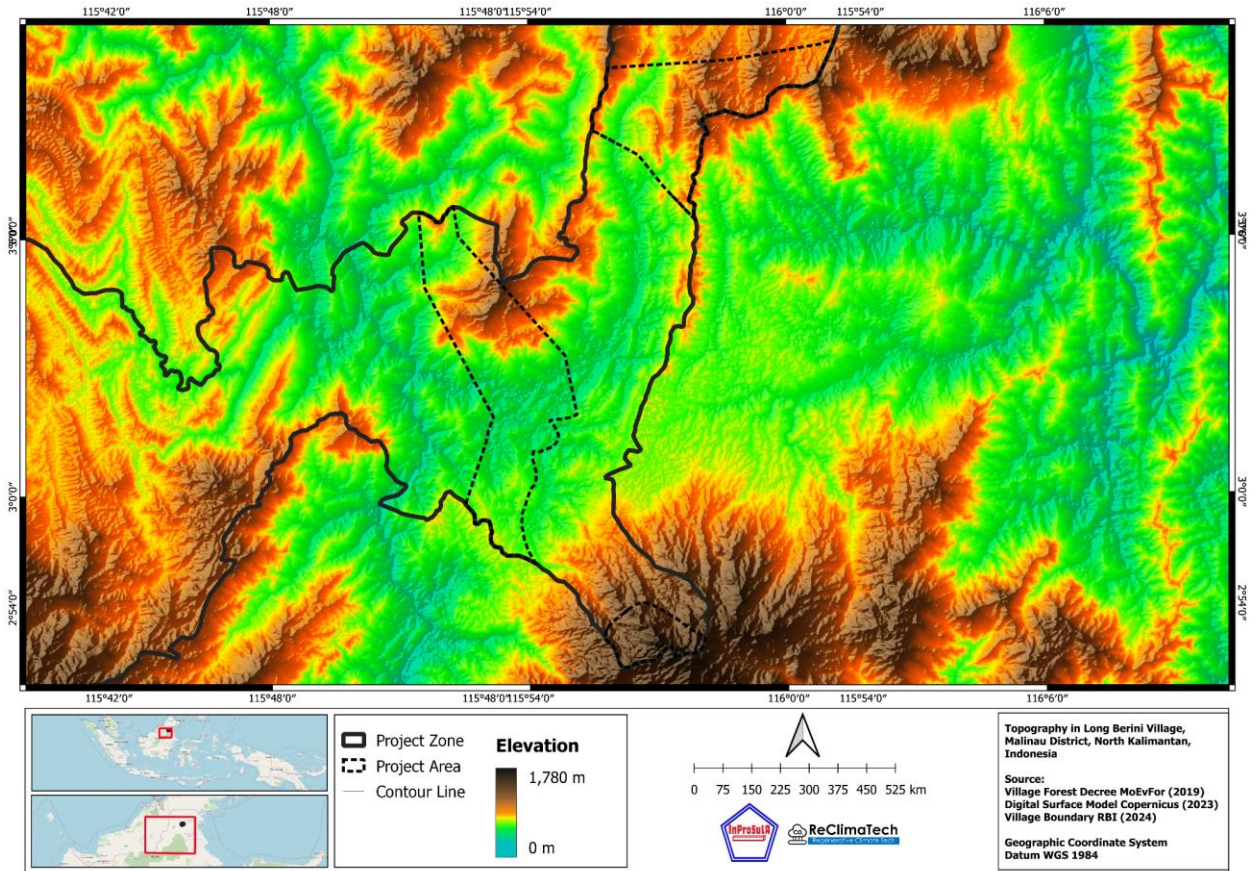 115°42'0" 115°48'0" 115°48'0"115°54'0" 116°0'0" 115°54'0" 116°6'0"
3°0'0"
2°54'0" 2°54'0"
115°42'0" 115°48'0" 115°48'0"115°54'0" 116°0'0" 115°54'0" 116°6'0"
Project Zone
Project Area
Contour Line
Elevation
1,780 m
0 m
0 75 150 225 300 375 450 525 km
InProSuLA
ReClimaTech
Regenerative Climate Tech
Topography in Long Berini Village,
Malinau District, North Kalimantan,
Indonesia
Source:
Village Forest Decree MoEvFor (2019)
Digital Surface Model Copernicus (2023)
Village Boundary RBI (2024)
Geographic Coordinate System
Datum WGS 1984